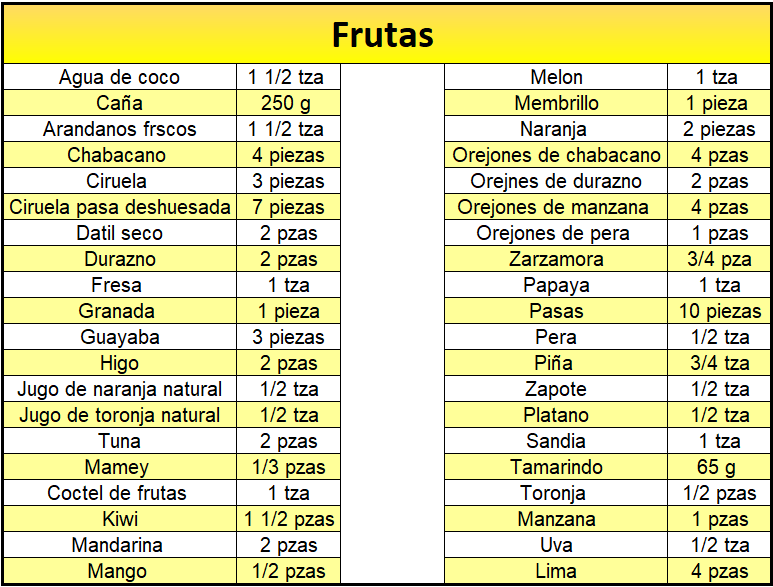 Frutas
Agua de coco 1 1/2 tza Melon 1 tza
Caña 250 g Membrillo 1 pieza
Arandanos frscos 1 1/2 tza Naranja 2 piezas
Chabacano 4 piezas Orejones de chabacano 4 pzas
Ciruela 3 piezas Orejnes de durazno 2 pzas
Ciruela pasa deshuesada 7 piezas Orejones de manzana 4 pzas
Datil seco 2 pzas Orejones de pera 1 pzas
Durazno 2 pzas Zarzamora 3/4 pza
Fresa 1 tza Papaya 1 tza
Granada 1 pieza Pasas 10 piezas
Guayaba 3 piezas Pera 1/2 tza
Higo 2 pzas Piña 3/4 tza
Jugo de naranja natural 1/2 tza Zapote 1/2 tza
Jugo de toronja natural 1/2 tza Platano 1/2 tza
Tuna 2 pzas Sandia 1 tza
Mamey 1/3 pzas Tamarindo 65 g
Coctel de frutas 1 tza Toronja 1/2 pzas
Kiwi 1 1/2 pzas Manzana 1 pzas
Mandarina 2 pzas Uva 1/2 tza
Mango 1/2 pzas Lima 4 pzas